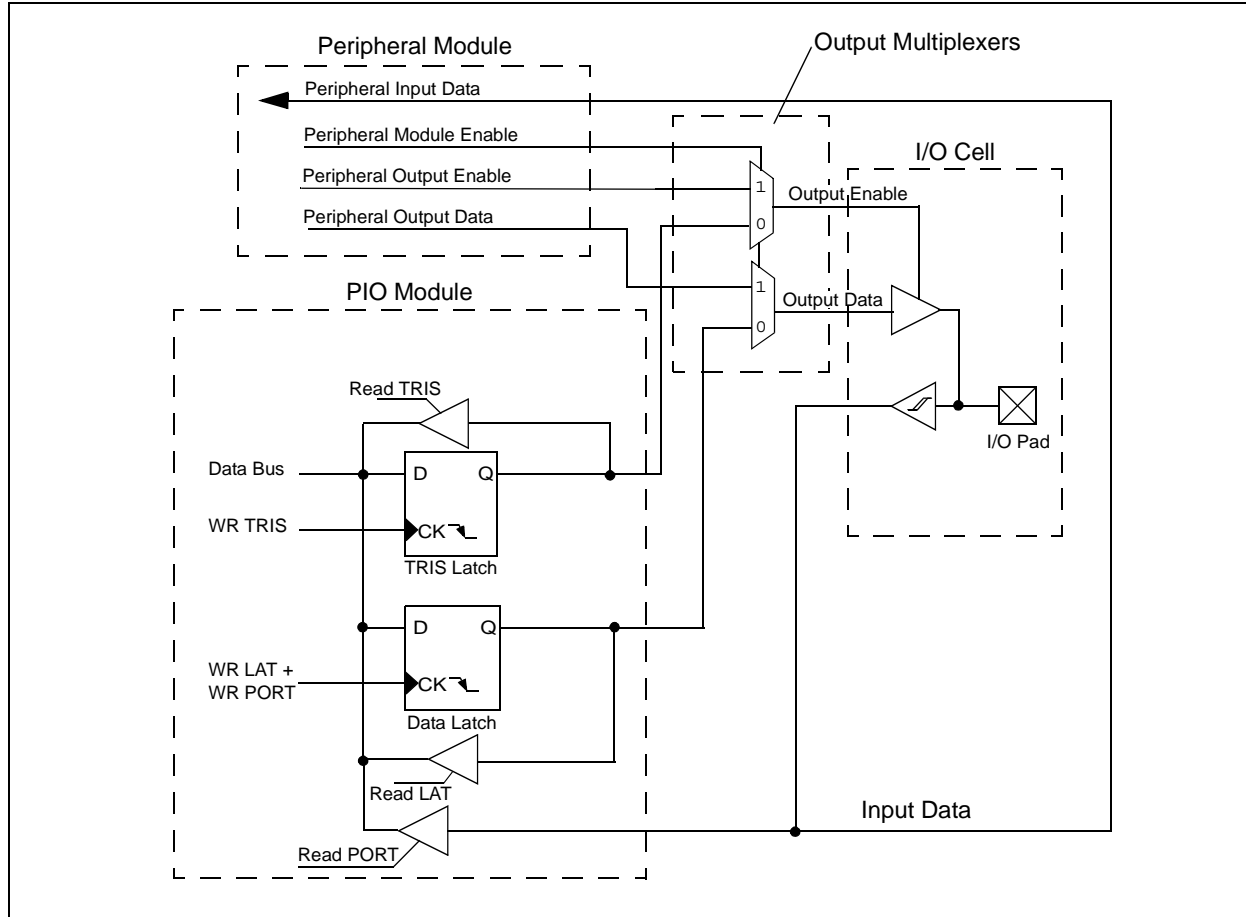 Output Multiplexers
Peripheral Module
Peripheral Input Data
Peripheral Module Enable
Peripheral Output Enable
Peripheral Output Data
1
0
Output Enable
1
0
Output Data
I/O Cell
I/O Pad
PIO Module
Read TRIS
Data Bus
D
Q
WR TRIS
CK
TRIS Latch
D
Q
WR LAT +
WR PORT
CK
Data Latch
Read LAT
Read PORT
Input Data